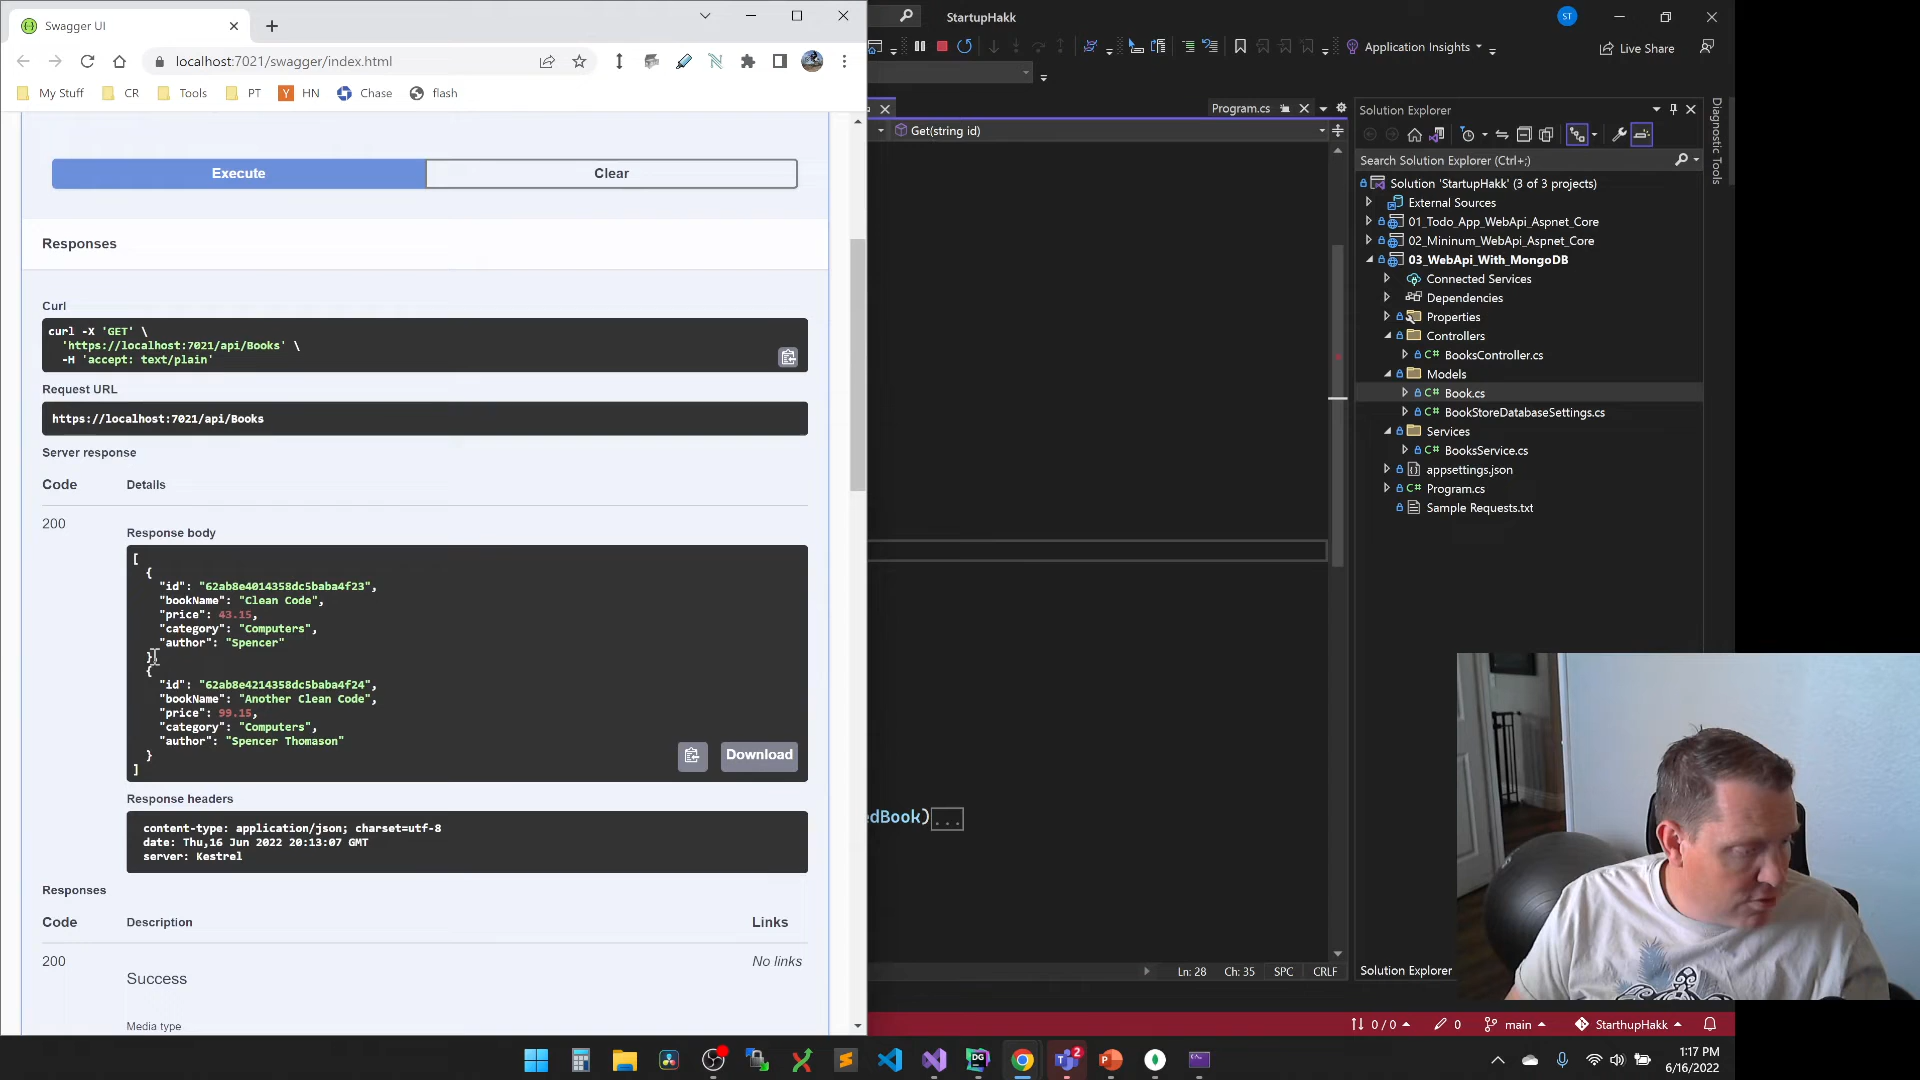 Swagger UI
localhost:7021/swagger/index.html
My Stuff
CR
Tools
PT
Y
HN
Chase
flash
Execute
Clear
Responses
Curl
curl -X 'GET' \
'https://localhost:7021/api/Books' \
-H 'accept: text/plain'
Request URL
https://localhost:7021/api/Books
Server response
Code
Details
200
Response body
[
{
"id": "62ab8e4014358dc5baba4f23",
"bookName": "Clean Code",
"price": 43.15,
"category": "Computers",
"author": "Spencer"
},
{
"id": "62ab8e4214358dc5baba4f24",
"bookName": "Another Clean Code",
"price": 99.15,
"category": "Computers",
"author": "Spencer Thomason"
}
]
Download
Response headers
content-type: application/json; charset=utf-8
date: Thu,16 Jun 2022 20:13:07 GMT
server: Kestrel
Responses
Code
Description
Links
200
Success
No links
Media type
StartupHakk
ST
Application Insights
Live Share
Program.cs
Get(string id)
edBook)...
Ln: 28
Ch: 35
SPC
CRLF
Solution Explorer
Search Solution Explorer (Ctrl+;)
Solution 'StartupHakk' (3 of 3 projects)
External Sources
01_Todo_App_WebApi_Aspnet_Core
02_Mininum_WebApi_Aspnet_Core
03_WebApi_With_MongoDB
Connected Services
Dependencies
Properties
Controllers
C# BooksController.cs
Models
C# Book.cs
C# BookStoreDatabaseSettings.cs
Services
C# BooksService.cs
appsettings.json
C# Program.cs
Sample Requests.txt
Solution Explorer
Diagnostic Tools
0 / 0
0
main
StarthupHakk
DG
2
1:17 PM
6/16/2022